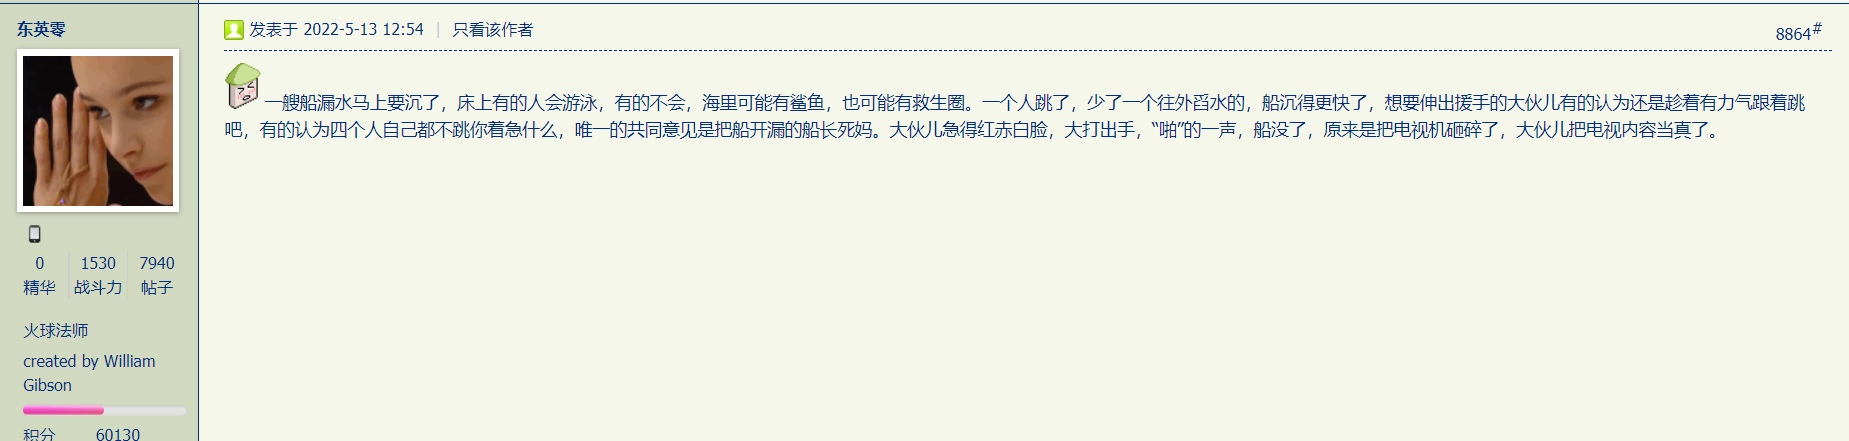 东英零
发表于 2022-5-13 12:54 | 只看该作者
8864#
一艘船漏水马上要沉了，床上有的人会游泳，有的不会，海里可能有鲨鱼，也可能有救生圈。一个人跳了，少了一个往外舀水的，船沉得更快了，想要伸出援手的大伙儿有的认为还是趁着有力气跟着跳
吧，有的认为四个人自己都不跳你着急什么，唯一的共同意见是把船开漏的船长死妈。大伙儿急得红赤白脸，大打出手，“啪”的一声，船没了，原来是把电视机砸碎了，大伙儿把电视内容当真了。
0 1530 7940
精华 战斗力 帖子
火球法师
created by William
Gibson
积分 60130